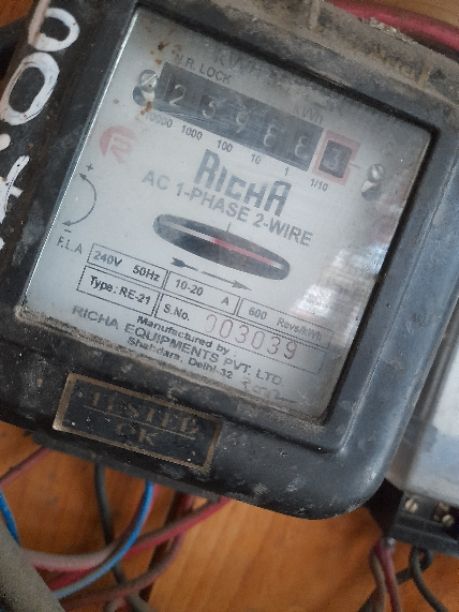 N.R. LOCK
KWH
10000 1000 100 10 1 1/10
RICHA
AC 1-PHASE 2-WIRE
+
-
F.L.A
240V 50Hz 10-20 A 600 Revs/kWh
Type: RE-21 S.No. 003039
Manufactured by :
RICHA EQUIPMENTS PVT. LTD.
Shahdara, Delhi-32
TESTED
OK